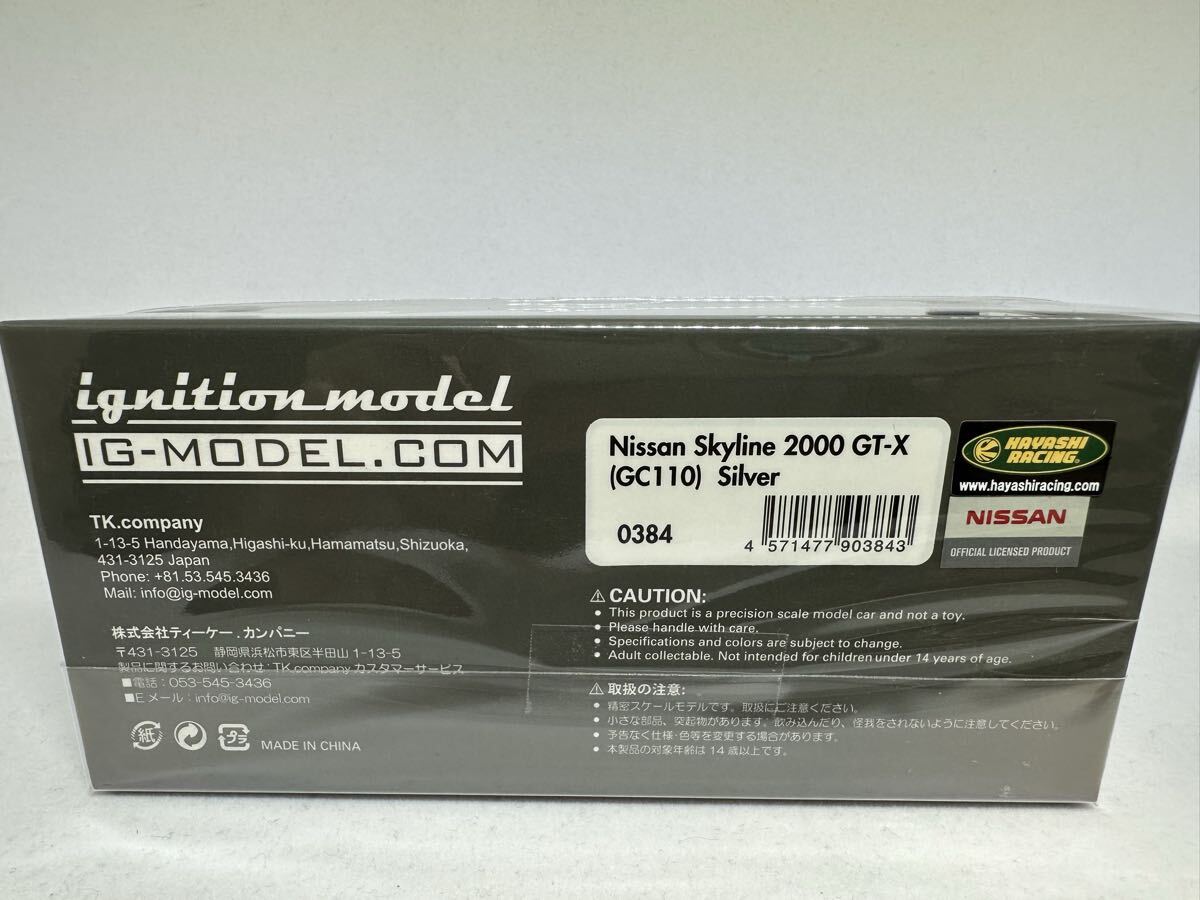 ignition model
IG-MODEL.COM
TK.company
1-13-5 Handayama,Higashi-ku,Hamamatsu,Shizuoka,
431-3125 Japan
Phone: +81.53.545.3436
Mail: info@ig-model.com
株式会社ティーケー.カンパニー
〒431-3125 静岡県浜松市東区半田山1-13-5
製品に関するお問い合わせ:TK.companyカスタマーサービス
■電話:053-545-3436
■Eメール:info@ig-model.com
紙
プラ
MADE IN CHINA
Nissan Skyline 2000 GT-X
(GC110) Silver
0384
4 571477 903843
HAYASHI
RACING
www.hayashiracing.com
NISSAN
OFFICIAL LICENSED PRODUCT
⚠ CAUTION:
• This product is a precision scale model car and not a toy.
• Please handle with care.
• Specifications and colors are subject to change.
• Adult collectable. Not intended for children under 14 years of age.
⚠ 取扱の注意:
• 精密スケールモデルです。取扱にご注意ください。
• 小さな部品、突起物があります。飲み込んだり、怪我をされないように注意してください。
• 予告なく仕様・色等を変更する場合があります。
• 本製品の対象年齢は14歳以上です。